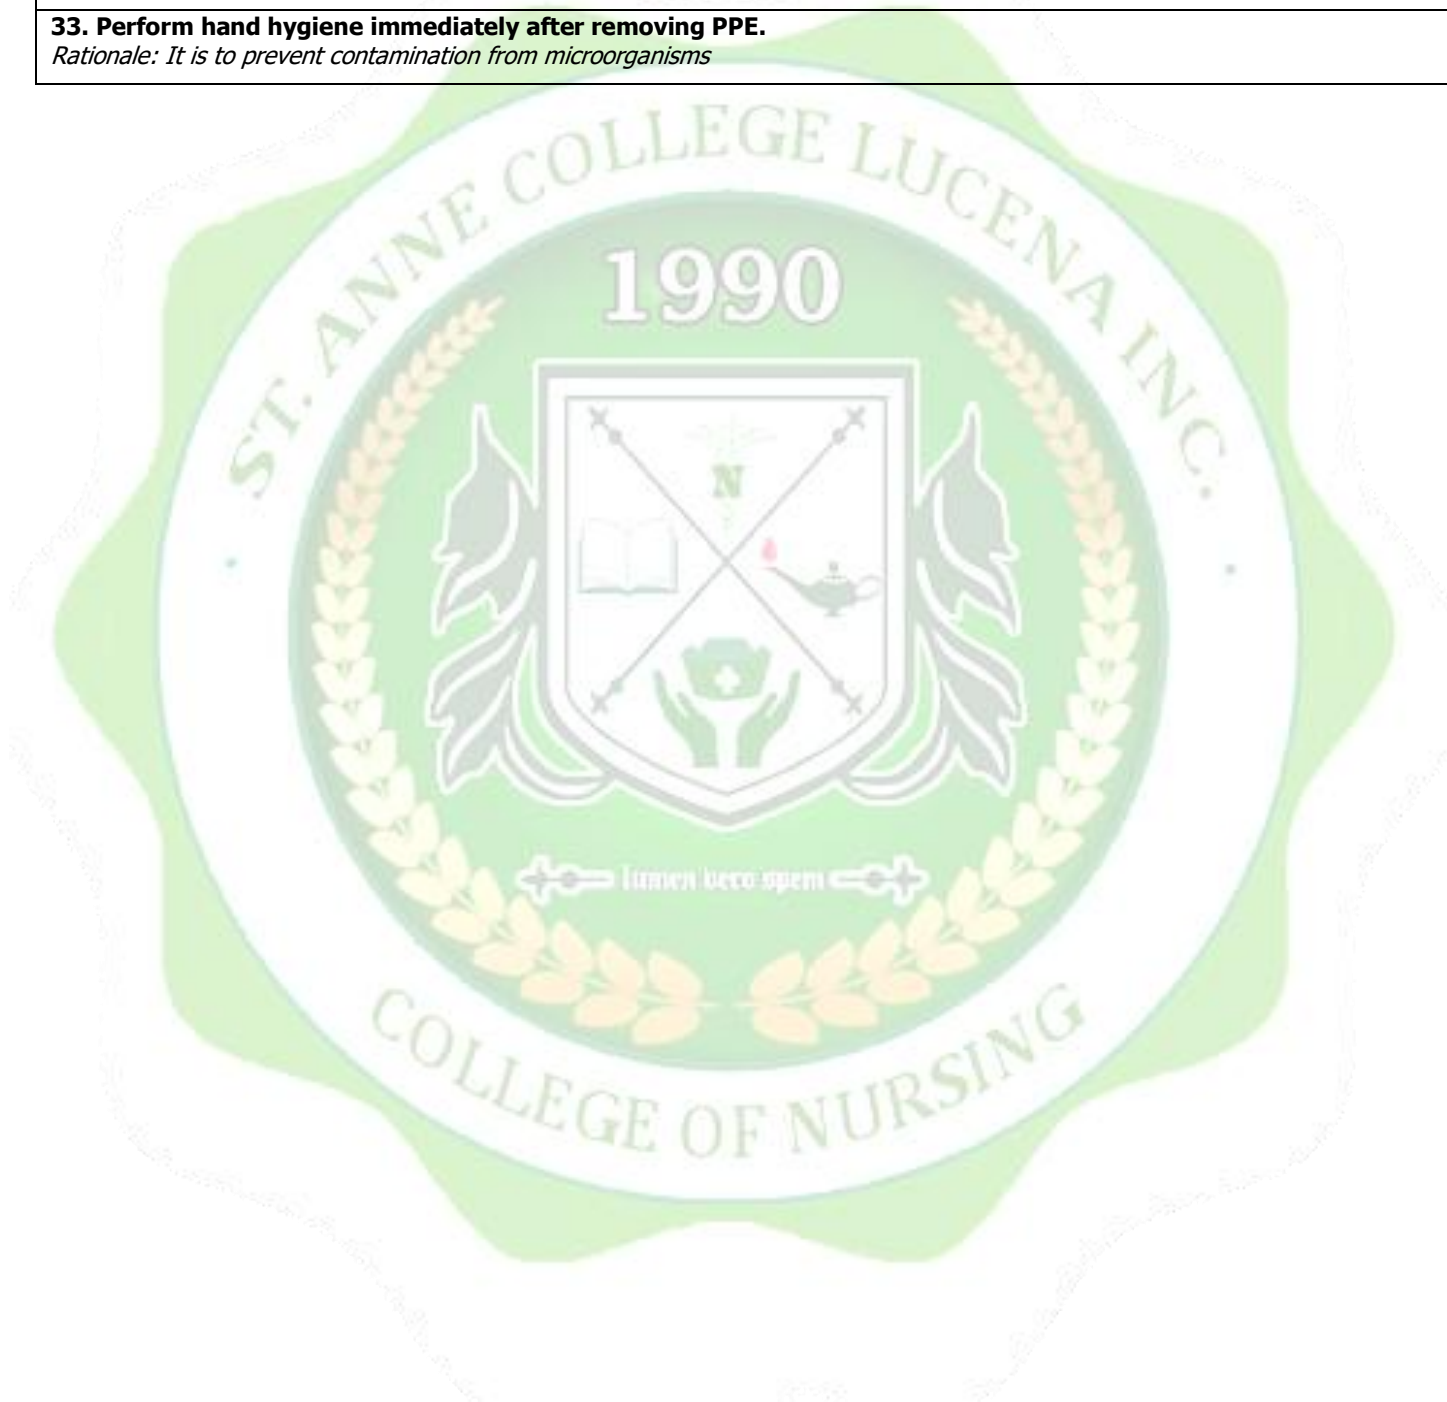 33. Perform hand hygiene immediately after removing PPE.
Rationale: It is to prevent contamination from microorganisms
ST. ANNE COLLEGE LUCENA INC.
1990
N
lumen vero spem
COLLEGE OF NURSING